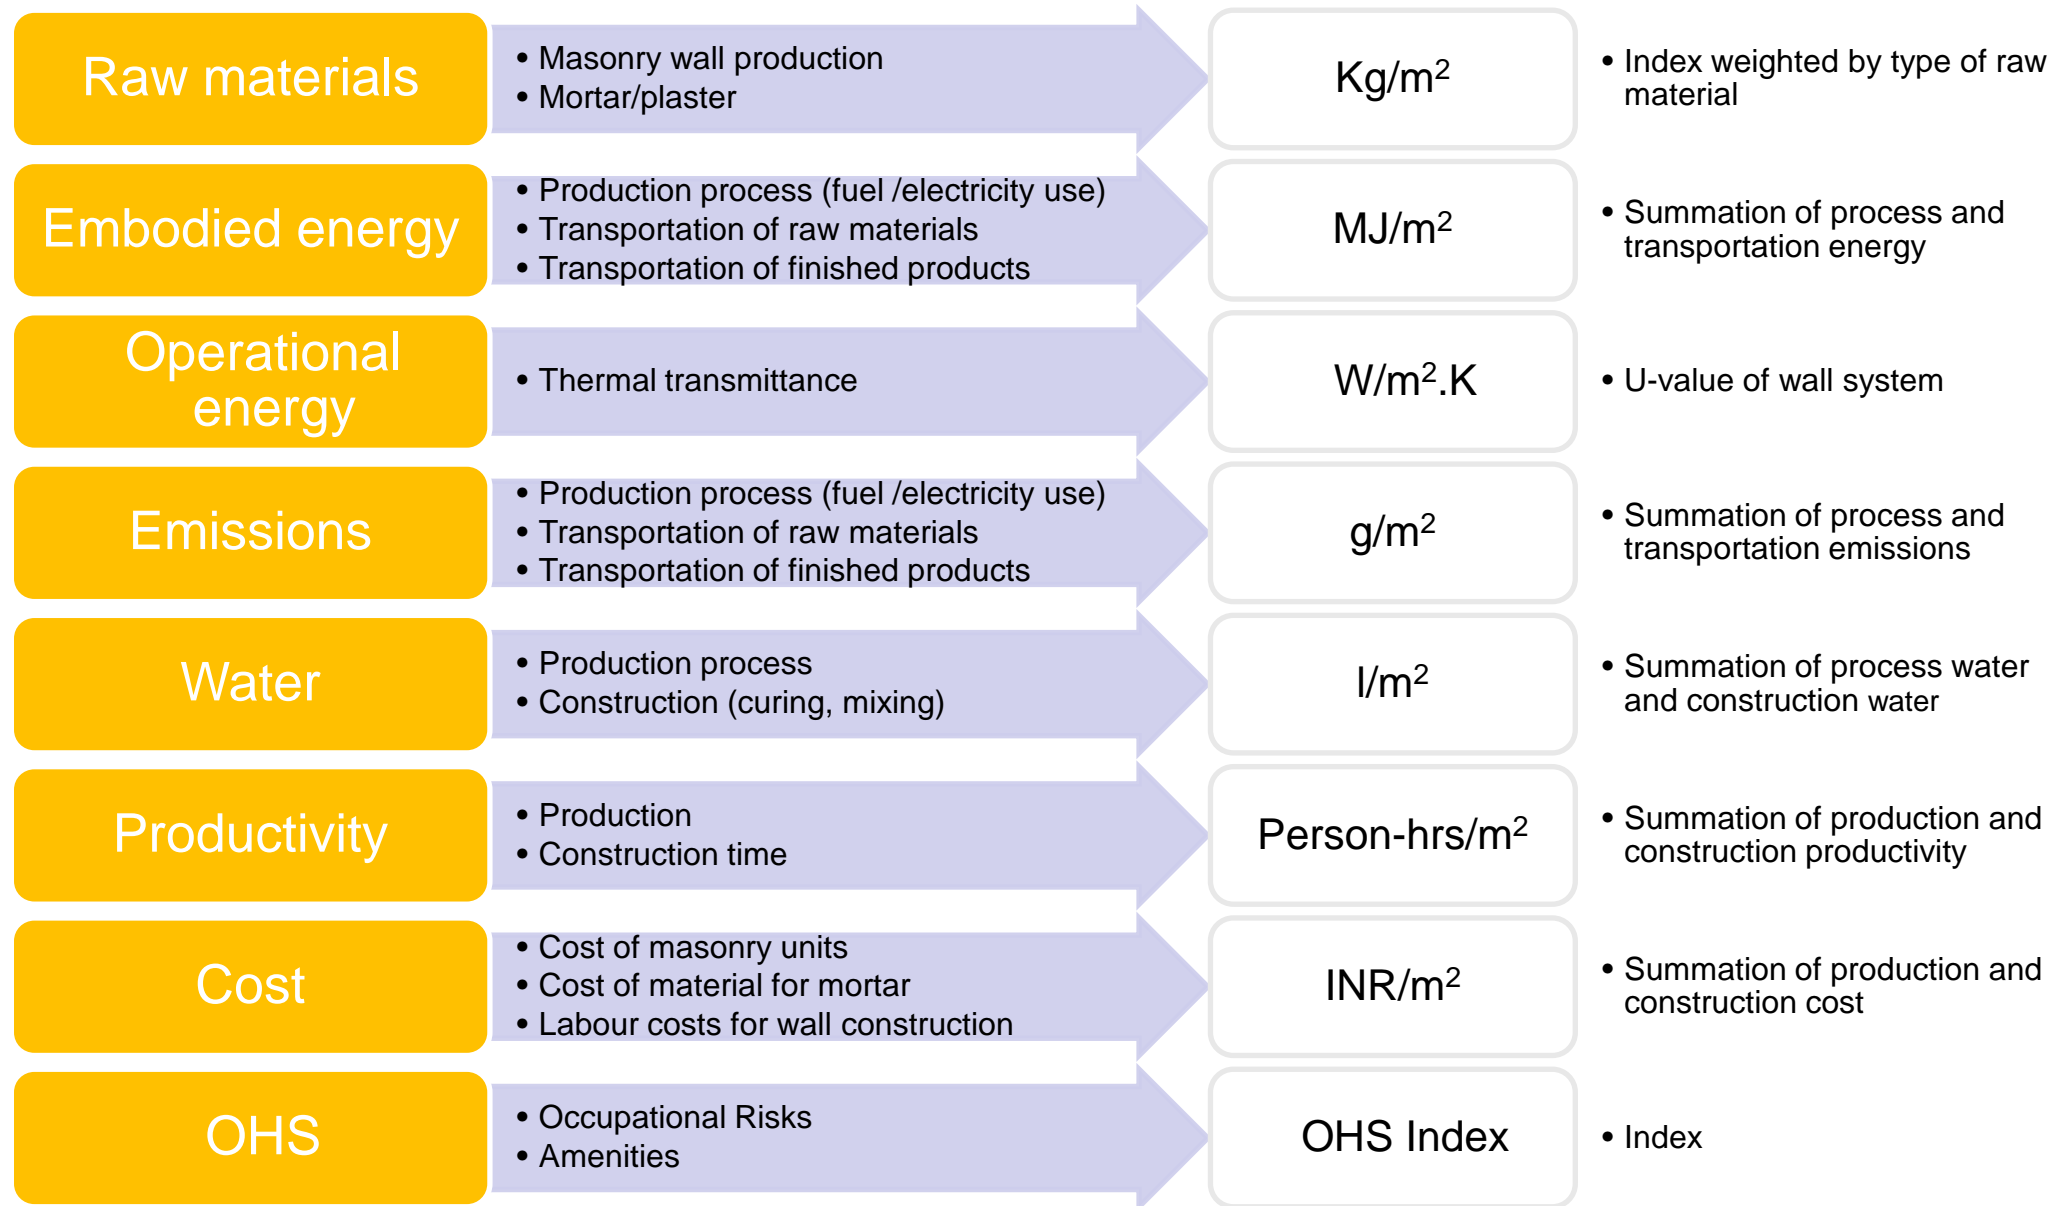 Raw materials
• Masonry wall production
• Mortar/plaster
Kg/m²
• Index weighted by type of raw
material
Embodied energy
• Production process (fuel /electricity use)
• Transportation of raw materials
• Transportation of finished products
MJ/m²
• Summation of process and
transportation energy
Operational
energy
• Thermal transmittance
W/m².K
• U-value of wall system
Emissions
• Production process (fuel /electricity use)
• Transportation of raw materials
• Transportation of finished products
g/m²
• Summation of process and
transportation emissions
Water
• Production process
• Construction (curing, mixing)
l/m²
• Summation of process water
and construction water
Productivity
• Production
• Construction time
Person-hrs/m²
• Summation of production and
construction productivity
Cost
• Cost of masonry units
• Cost of material for mortar
• Labour costs for wall construction
INR/m²
• Summation of production and
construction cost
OHS
• Occupational Risks
• Amenities
OHS Index
• Index